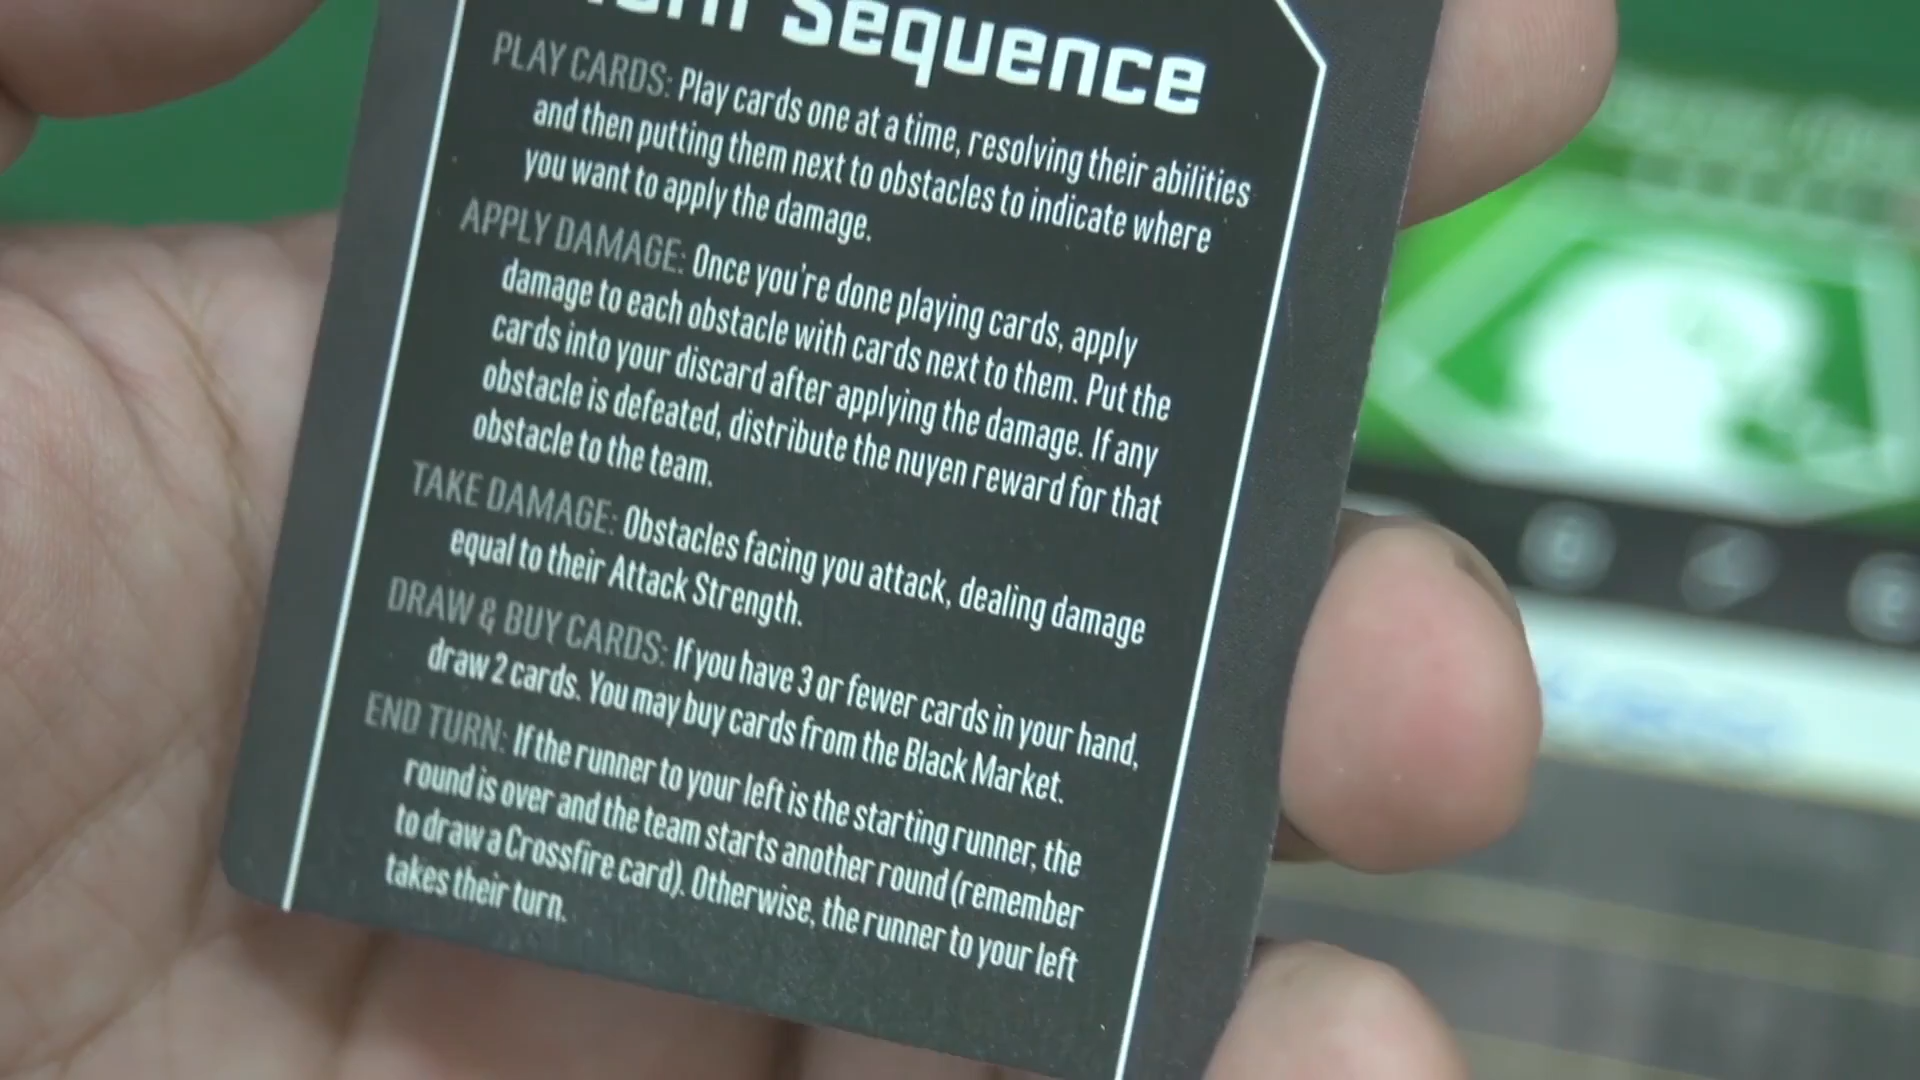 Turn Sequence
PLAY CARDS: Play cards one at a time, resolving their abilities
and then putting them next to obstacles to indicate where
you want to apply the damage.
APPLY DAMAGE: Once you're done playing cards, apply
damage to each obstacle with cards next to them. Put the
cards into your discard after applying the damage. If any
obstacle is defeated, distribute the nuyen reward for that
obstacle to the team.
TAKE DAMAGE: Obstacles facing you attack, dealing damage
equal to their Attack Strength.
DRAW & BUY CARDS: If you have 3 or fewer cards in your hand,
draw 2 cards. You may buy cards from the Black Market.
END TURN: If the runner to your left is the starting runner, the
round is over and the team starts another round (remember
to draw a Crossfire card). Otherwise, the runner to your left
takes their turn.